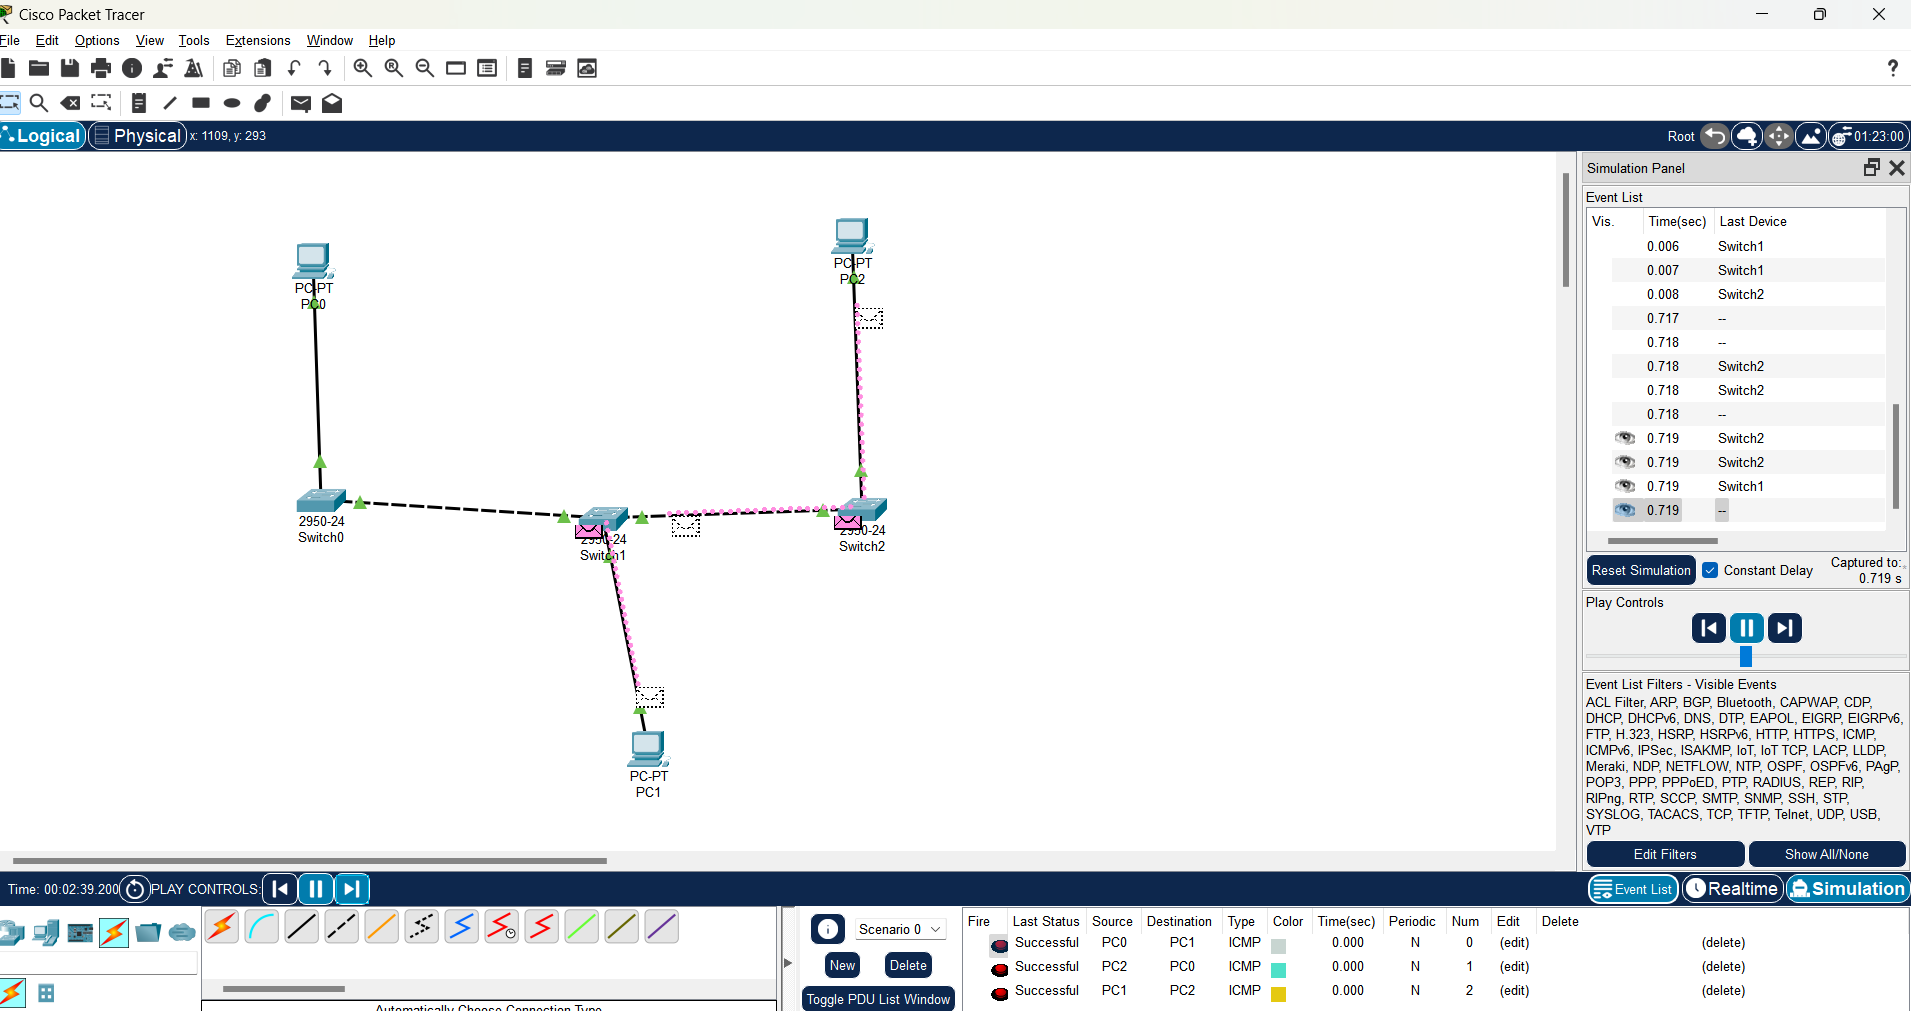 Cisco Packet Tracer
File Edit Options View Tools Extensions Window Help
?
Logical Physical x: 1109, y: 293
Root 01:23:00
Simulation Panel
Event List
Vis. Time(sec) Last Device
0.006 Switch1
0.007 Switch1
0.008 Switch2
0.717 --
0.718 --
0.718 Switch2
0.718 Switch2
0.718 --
0.719 Switch2
0.719 Switch2
0.719 Switch1
0.719 --
Reset Simulation Constant Delay Captured to:
0.719 s
Play Controls
Event List Filters - Visible Events
ACL Filter, ARP, BGP, Bluetooth, CAPWAP, CDP,
DHCP, DHCPv6, DNS, DTP, EAPOL, EIGRP, EIGRPv6,
FTP, H.323, HSRP, HSRPv6, HTTP, HTTPS, ICMP,
ICMPv6, IPSec, ISAKMP, IoT, IoT TCP, LACP, LLDP,
Meraki, NDP, NETFLOW, NTP, OSPF, OSPFv6, PAgP,
POP3, PPP, PPPoED, PTP, RADIUS, REP, RIP,
RIPng, RTP, SCCP, SMTP, SNMP, SSH, STP,
SYSLOG, TACACS, TCP, TFTP, Telnet, UDP, USB,
VTP
Edit Filters Show All/None
PC-PT
PC0
PC-PT
PC2
2950-24
Switch0
2950-24
Switch1
2950-24
Switch2
PC-PT
PC1
Time: 00:02:39.200 PLAY CONTROLS:
Event List Realtime Simulation
Automatically Choose Connection Type
Scenario 0
New Delete
Toggle PDU List Window
Fire Last Status Source Destination Type Color Time(sec) Periodic Num Edit Delete
Successful PC0 PC1 ICMP 0.000 N 0 (edit) (delete)
Successful PC2 PC0 ICMP 0.000 N 1 (edit) (delete)
Successful PC1 PC2 ICMP 0.000 N 2 (edit) (delete)